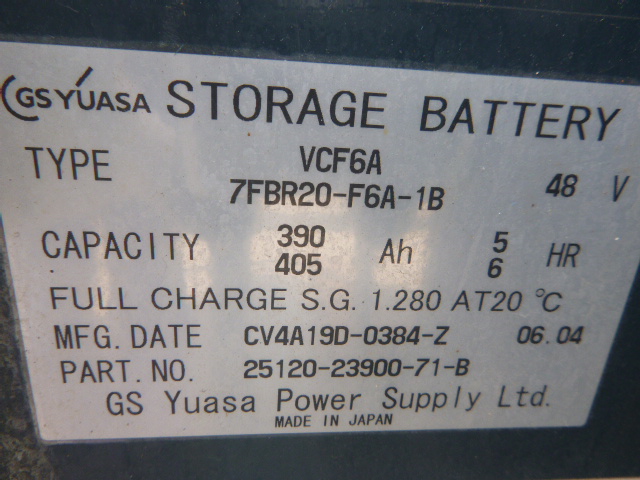 GS YUASA STORAGE BATTERY
TYPE VCF6A
7FBR20-F6A-1B 48 V
CAPACITY 390 Ah 5 HR
405 6
FULL CHARGE S.G. 1.280 AT 20 °C
MFG. DATE CV4A19D-0384-Z 06.04
PART. NO. 25120-23900-71-B
GS Yuasa Power Supply Ltd.
MADE IN JAPAN